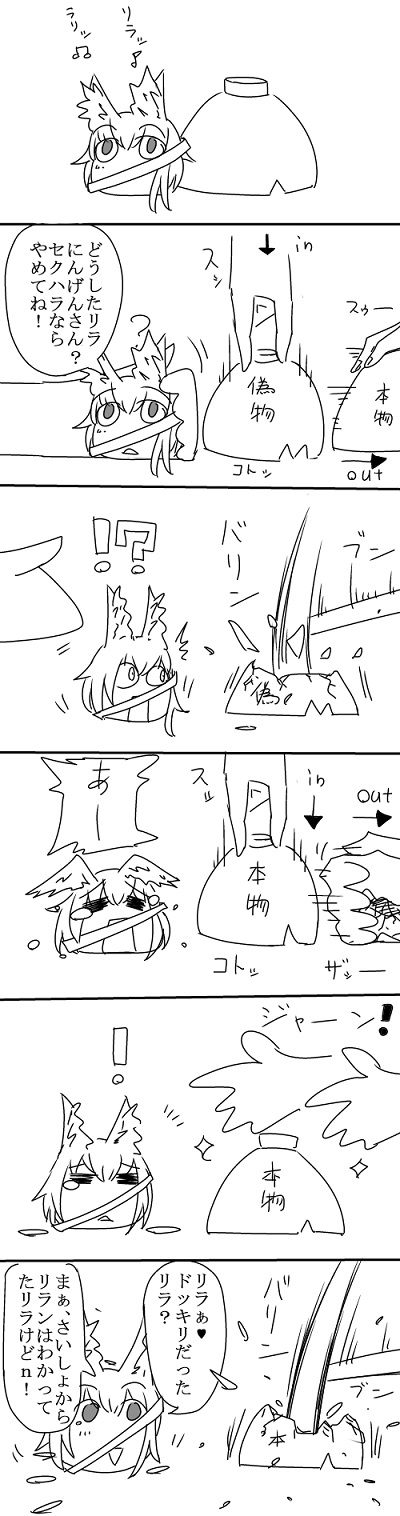 リラッ♪
ラリッ♫
in
スッ
スゥー
どうしたリラ
にんげんさん?
セクハラなら
やめてね!
?
偽物
本物
コトッ
out
!?
バリン
ブン
偽
あー
スッ
in
out
本物
コトッ
ザッー
!
ジャーン!
本物
バリン
ブン
リラぁ♥
ドッキリだった
リラ?
本
まぁ、さいしょから
リランはわかって
たリラけどn!